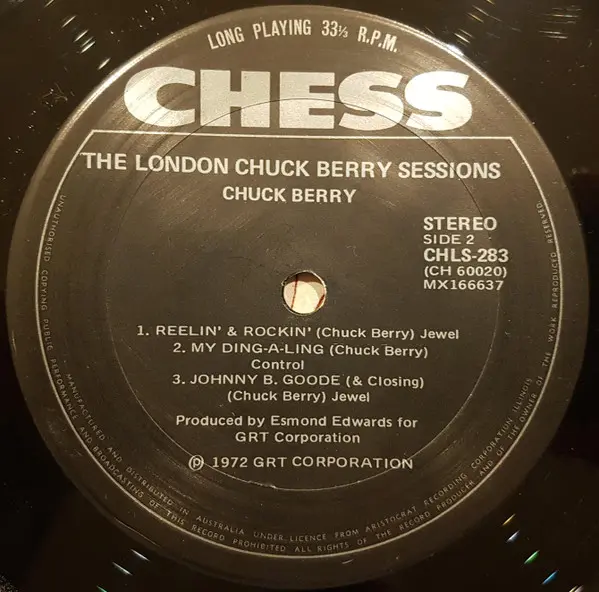 LONG PLAYING 33⅓ R.P.M.
CHESS
THE LONDON CHUCK BERRY SESSIONS
CHUCK BERRY
STEREO
SIDE 2
CHLS-283
(CH 60020)
MX166637
1. REELIN' & ROCKIN' (Chuck Berry) Jewel
2. MY DING-A-LING (Chuck Berry)
Control
3. JOHNNY B. GOODE (& Closing)
(Chuck Berry) Jewel
Produced by Esmond Edwards for
GRT Corporation
Ⓟ 1972 GRT CORPORATION
MANUFACTURED AND DISTRIBUTED IN AUSTRALIA UNDER LICENCE FROM ARISTOCRAT RECORDING CORPORATION ILLINOIS
UNAUTHORISED COPYING PUBLIC PERFORMANCE AND BROADCASTING OF THIS RECORD PROHIBITED ALL RIGHTS OF THE RECORD PRODUCER AND OF THE OWNER OF THE WORK REPRODUCED RESERVED